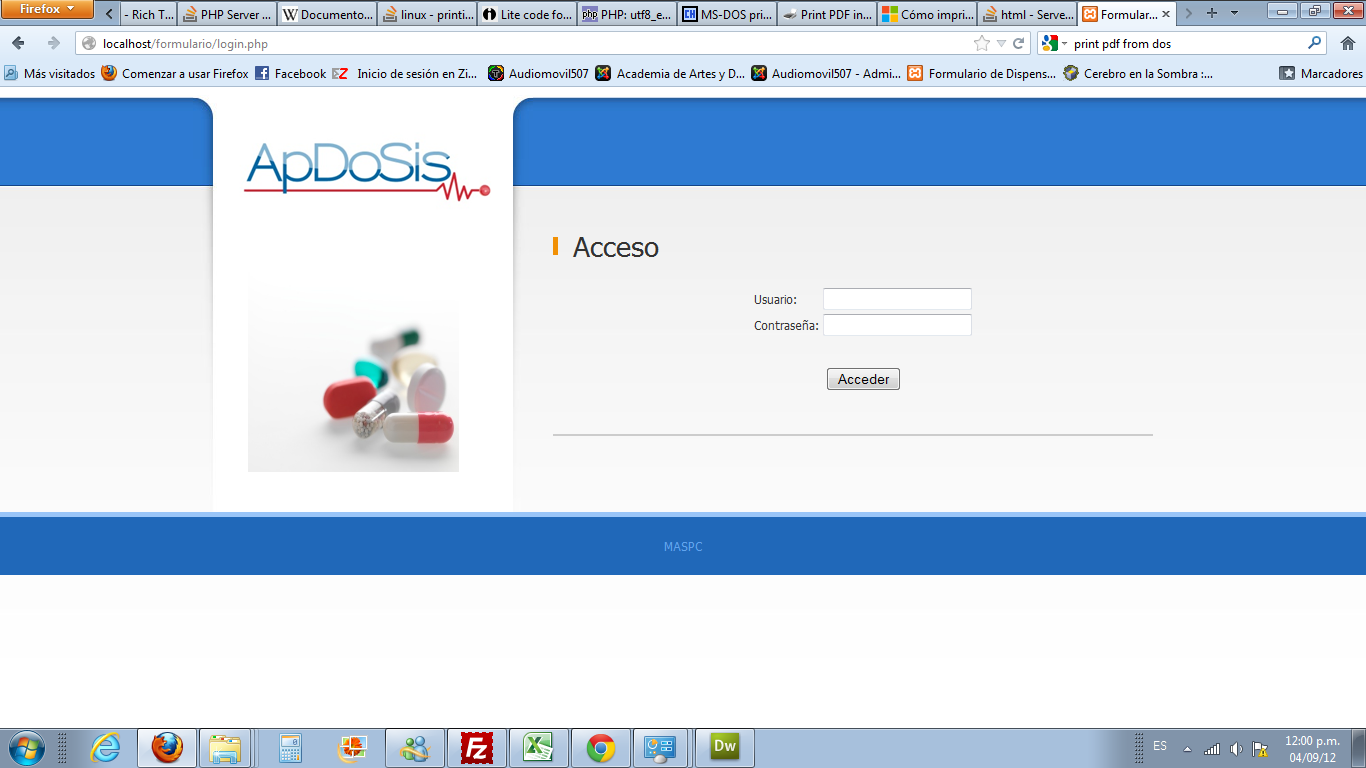 Firefox
- Rich T...
PHP Server ...
Documento...
linux - printi...
Lite code fo...
php PHP: utf8_e...
CH MS-DOS pri...
Print PDF in...
Cómo impri...
html - Serve...
Formular...
localhost/formulario/login.php
print pdf from dos
Más visitados
Comenzar a usar Firefox
Facebook
Inicio de sesión en Zi...
Audiomovil507
Academia de Artes y D...
Audiomovil507 - Admi...
Formulario de Dispens...
Cerebro en la Sombra :...
Marcadores
ApDoSis
Acceso
Usuario:
Contraseña:
Acceder
MASPC
Fz
Dw
ES
12:00 p.m.
04/09/12